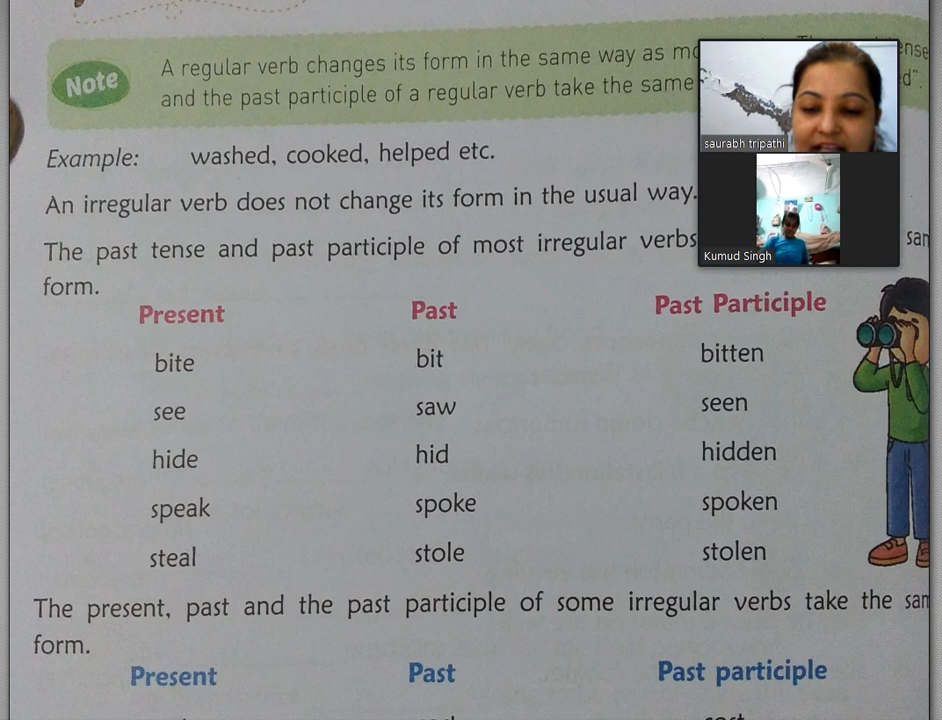 Note
A regular verb changes its form in the same way as
and the past participle of a regular verb take the same
saurabh tripathi
Example: washed, cooked, helped etc.
An irregular verb does not change its form in the usual way.
The past tense and past participle of most irregular verbs
form.
Kumud Singh
Present Past Past Participle
bite bit bitten
see saw seen
hide hid hidden
speak spoke spoken
steal stole stolen
The present, past and the past participle of some irregular verbs take the
form.
Present Past Past participle